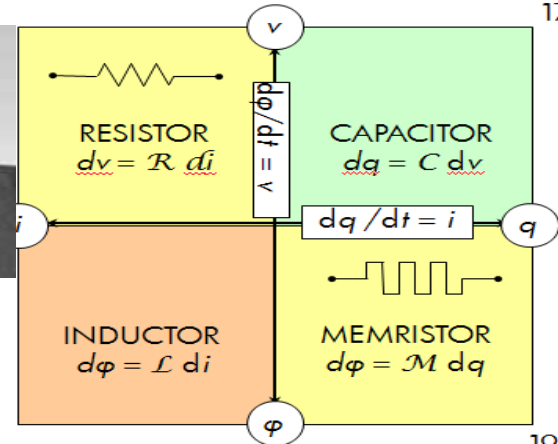 v
RESISTOR
dv = R di
CAPACITOR
dq = C dv
dφ/dt = v
i
dq/dt = i
q
INDUCTOR
dφ = L di
MEMRISTOR
dφ = M dq
φ